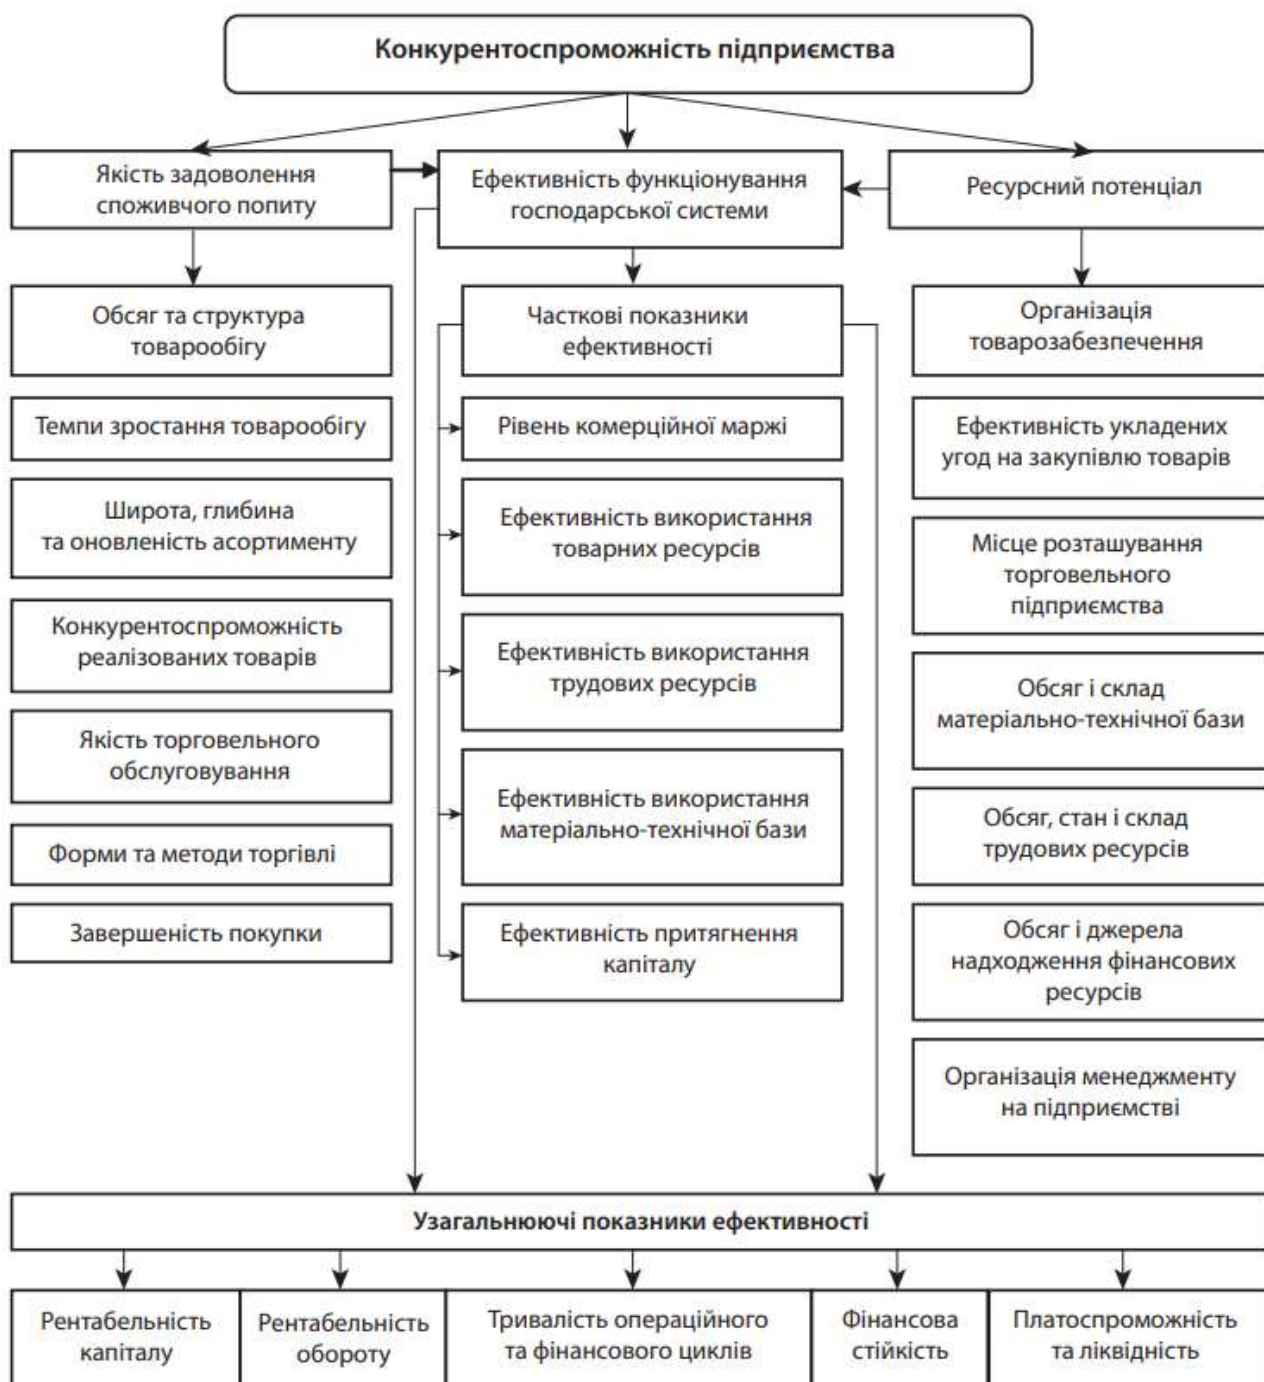 Конкурентоспроможність підприємства
Якість задоволення
споживчого попиту
Ефективність функціонування
господарської системи
Ресурсний потенціал
Обсяг та структура
товарообігу
Темпи зростання товарообігу
Широта, глибина
та оновленість асортименту
Конкурентоспроможність
реалізованих товарів
Якість торговельного
обслуговування
Форми та методи торгівлі
Завершеність покупки
Часткові показники
ефективності
Рівень комерційної маржі
Ефективність використання
товарних ресурсів
Ефективність використання
трудових ресурсів
Ефективність використання
матеріально-технічної бази
Ефективність притягнення
капіталу
Організація
товарозабезпечення
Ефективність укладених
угод на закупівлю товарів
Місце розташування
торговельного
підприємства
Обсяг і склад
матеріально-технічної бази
Обсяг, стан і склад
трудових ресурсів
Обсяг і джерела
надходження фінансових
ресурсів
Організація менеджменту
на підприємстві
Узагальнюючі показники ефективності
Рентабельність
капіталу
Рентабельність
обороту
Тривалість операційного
та фінансового циклів
Фінансова
стійкість
Платоспроможність
та ліквідність